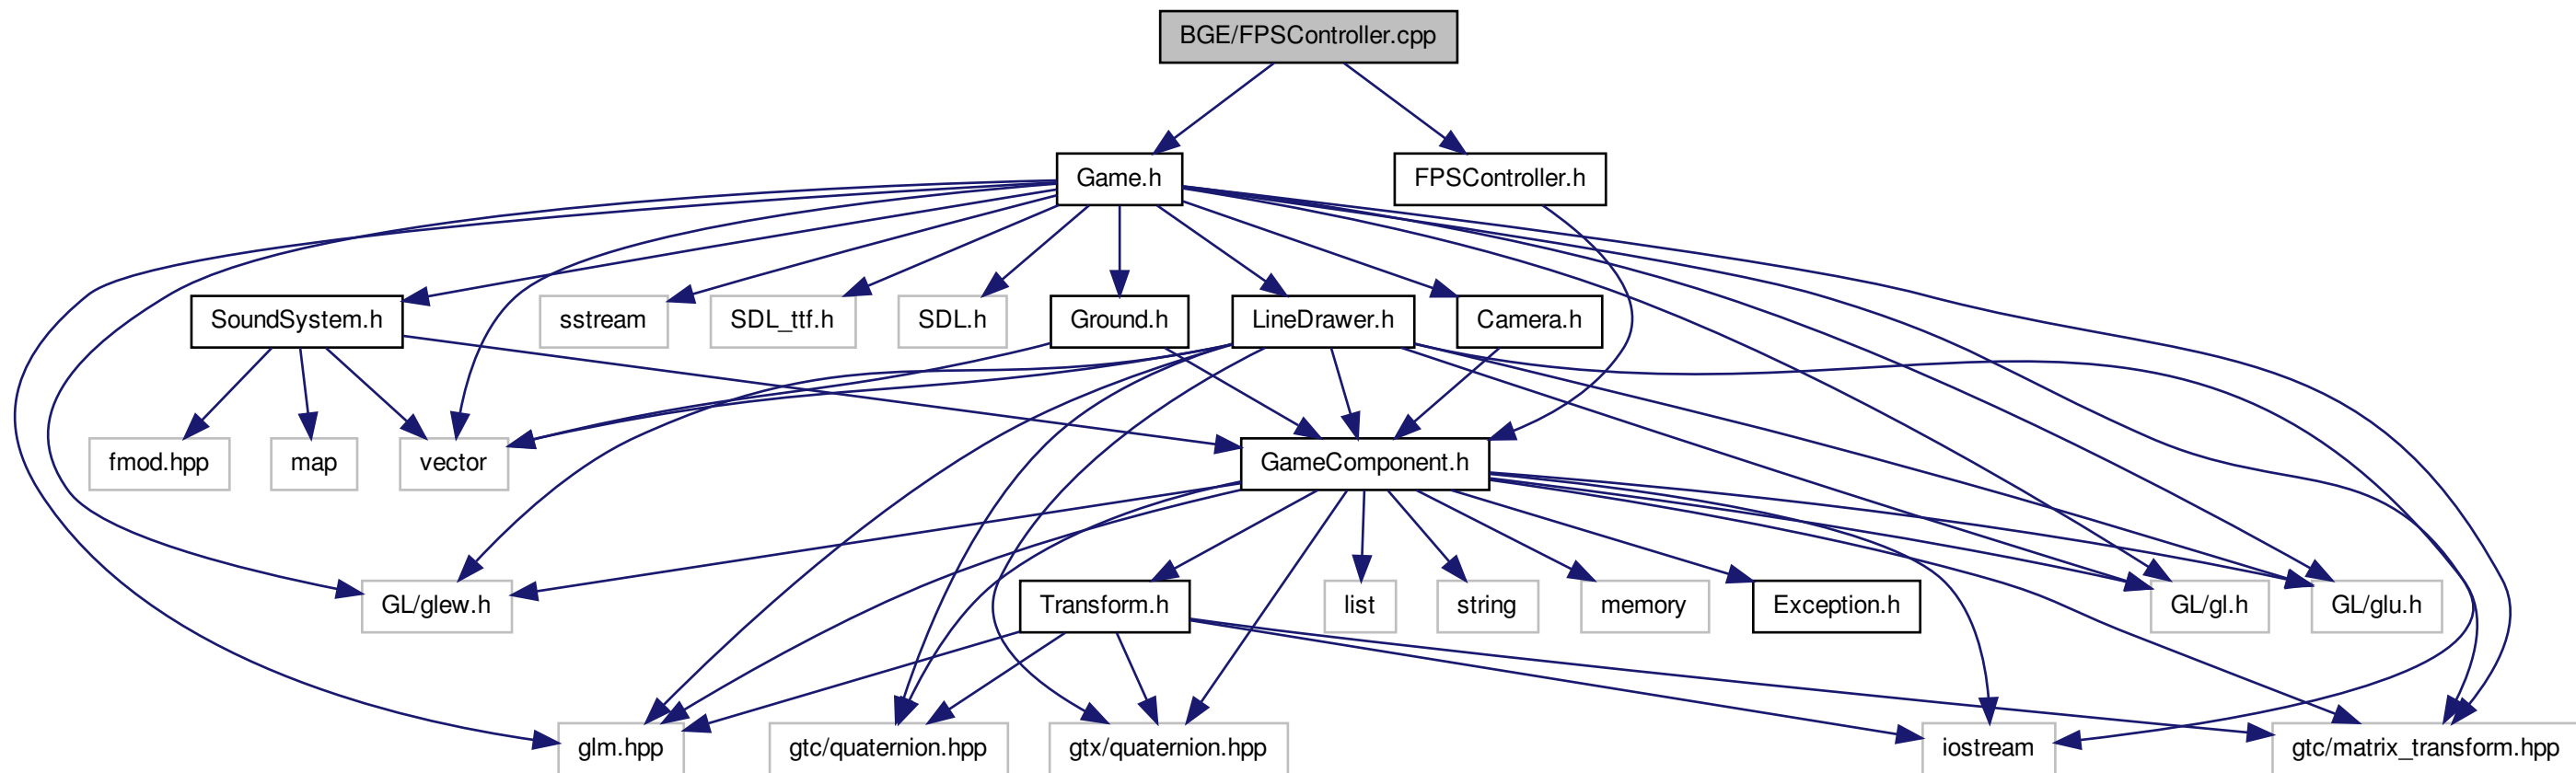 BGE/FPSController.cpp
Game.h
FPSController.h
SoundSystem.h
sstream
SDL_ttf.h
SDL.h
Ground.h
LineDrawer.h
Camera.h
fmod.hpp
map
vector
GameComponent.h
GL/glew.h
Transform.h
list
string
memory
Exception.h
GL/gl.h
GL/glu.h
glm.hpp
gtc/quaternion.hpp
gtx/quaternion.hpp
iostream
gtc/matrix_transform.hpp